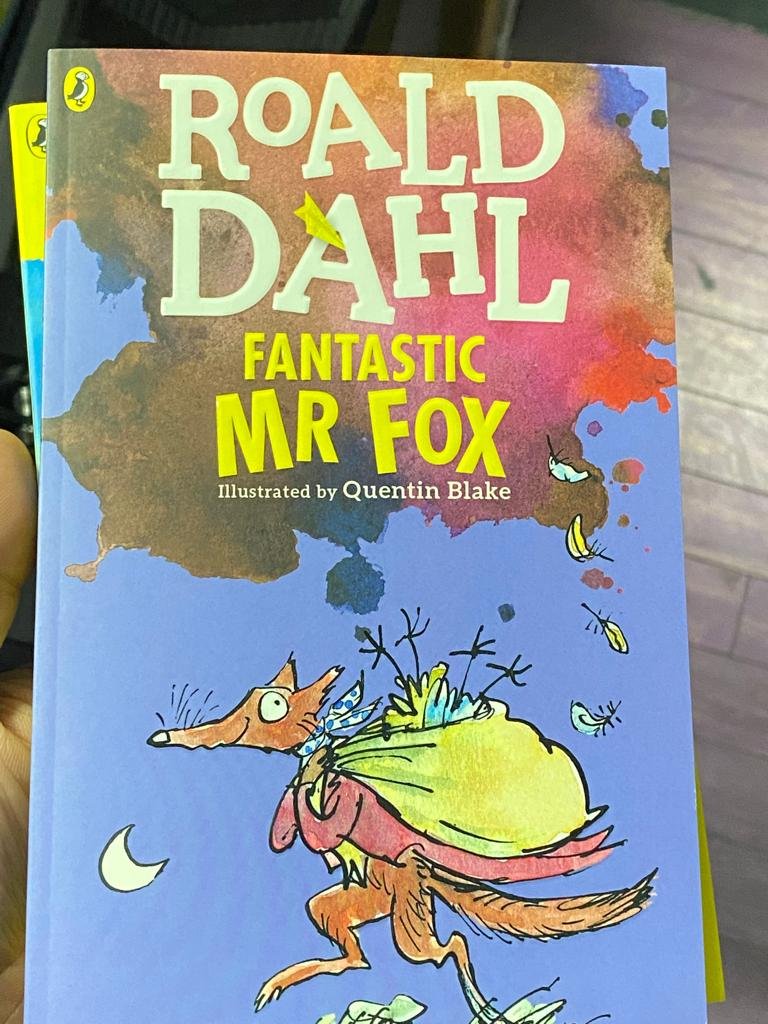 ROALD
DAHL
FANTASTIC
MR FOX
Illustrated by Quentin Blake